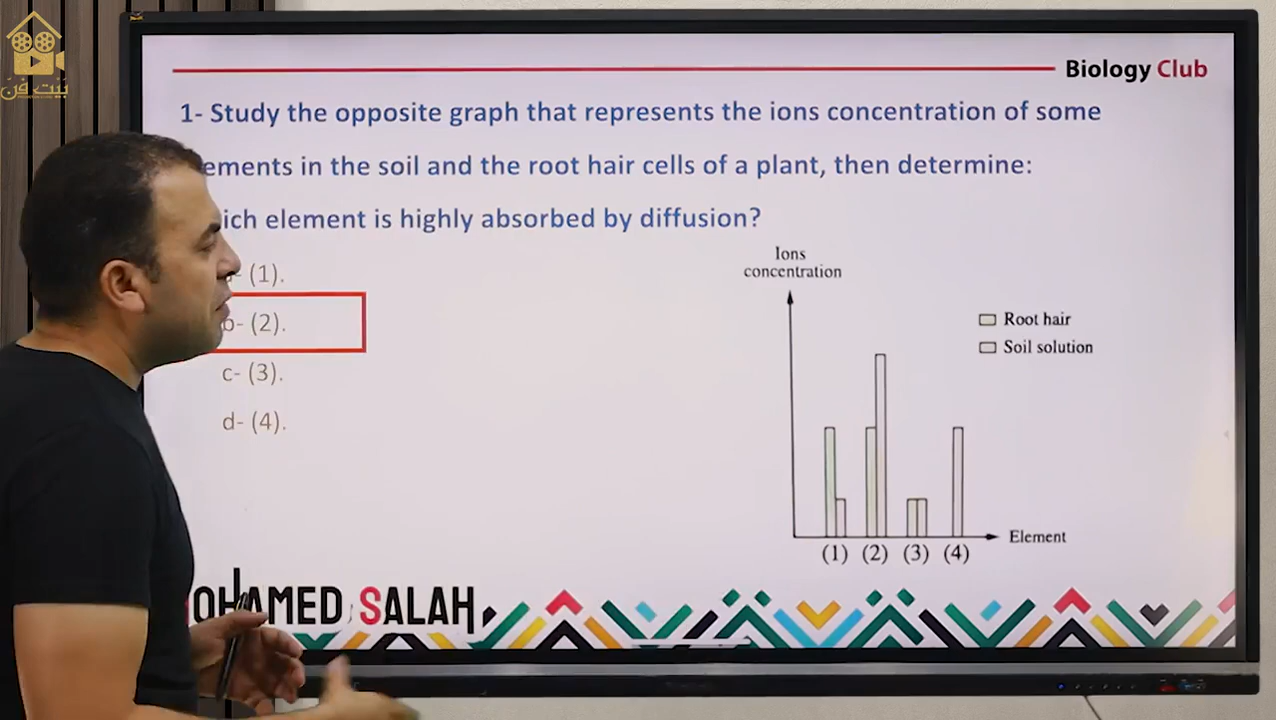 بيت فن
Biology Club
1- Study the opposite graph that represents the ions concentration of some
ements in the soil and the root hair cells of a plant, then determine:
ich element is highly absorbed by diffusion?
- (1).
b- (2).
c- (3).
d- (4).
Ions
concentration
Root hair
Soil solution
Element
(1) (2) (3) (4)
OHAMED SALAH